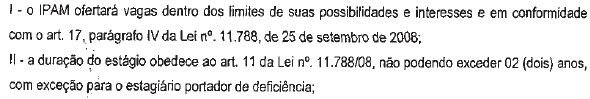 I - o IPAM ofertará vagas dentro dos limites de suas possibilidades e interesses e em conformidade
com o art. 17, parágrafo IV da Lei nº. 11.788, de 25 de setembro de 2008;
II - a duração do estágio obedece ao art. 11 da Lei nº. 11.788/08, não podendo exceder 02 (dois) anos,
com exceção para o estagiário portador de deficiência;